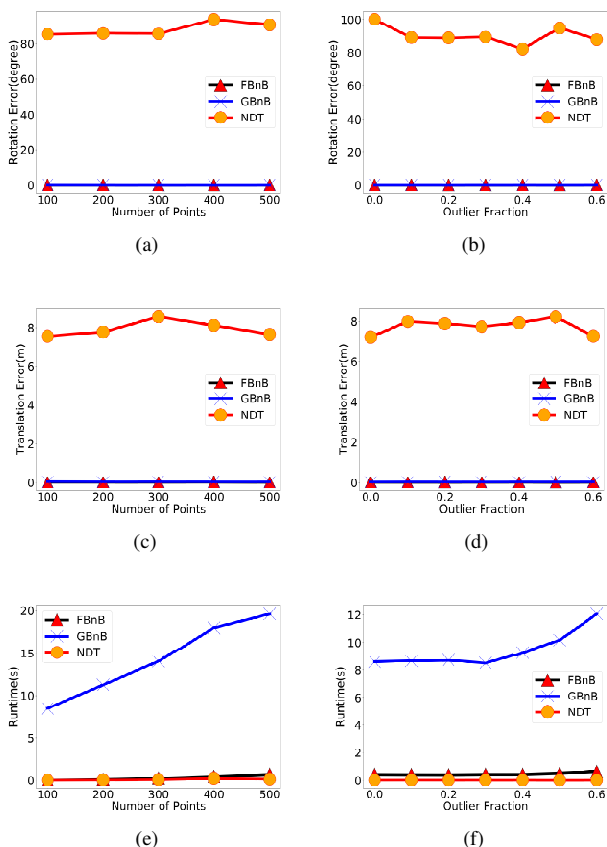 80
60
40
20
0
Rotation Error(degree)
FBnB
GBnB
NDT
100 200 300 400 500
Number of Points
(a)
100
80
60
40
20
0
Rotation Error(degree)
FBnB
GBnB
NDT
0.0 0.2 0.4 0.6
Outlier Fraction
(b)
8
6
4
2
0
Translation Error(m)
FBnB
GBnB
NDT
100 200 300 400 500
Number of Points
(c)
8
6
4
2
0
Translation Error(m)
FBnB
GBnB
NDT
0.0 0.2 0.4 0.6
Outlier Fraction
(d)
20
15
10
5
0
Runtime(s)
FBnB
GBnB
NDT
100 200 300 400 500
Number of Points
(e)
12
10
8
6
4
2
0
Runtime(s)
FBnB
GBnB
NDT
0.0 0.2 0.4 0.6
Outlier Fraction
(f)